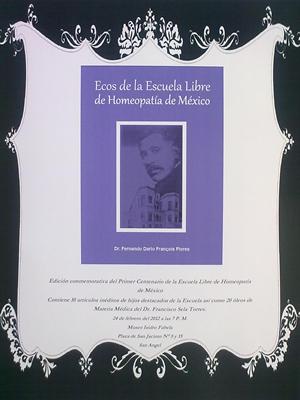 Ecos de la Escuela Libre
de Homeopatía de México
Dr. Fernando Darío François Flores
Edición conmemorativa del Primer Centenario de la Escuela Libre de Homeopatía
de México
Contiene 18 artículos inéditos de hijos destacados de la Escuela así como 20 óleos de
Materia Médica del Dr. Francisco Sela Torres.
24 de febrero del 2012 a las 7 P. M.
Museo Isidro Fabela
Plaza de San Jacinto Nº 5 y 15
San Angel